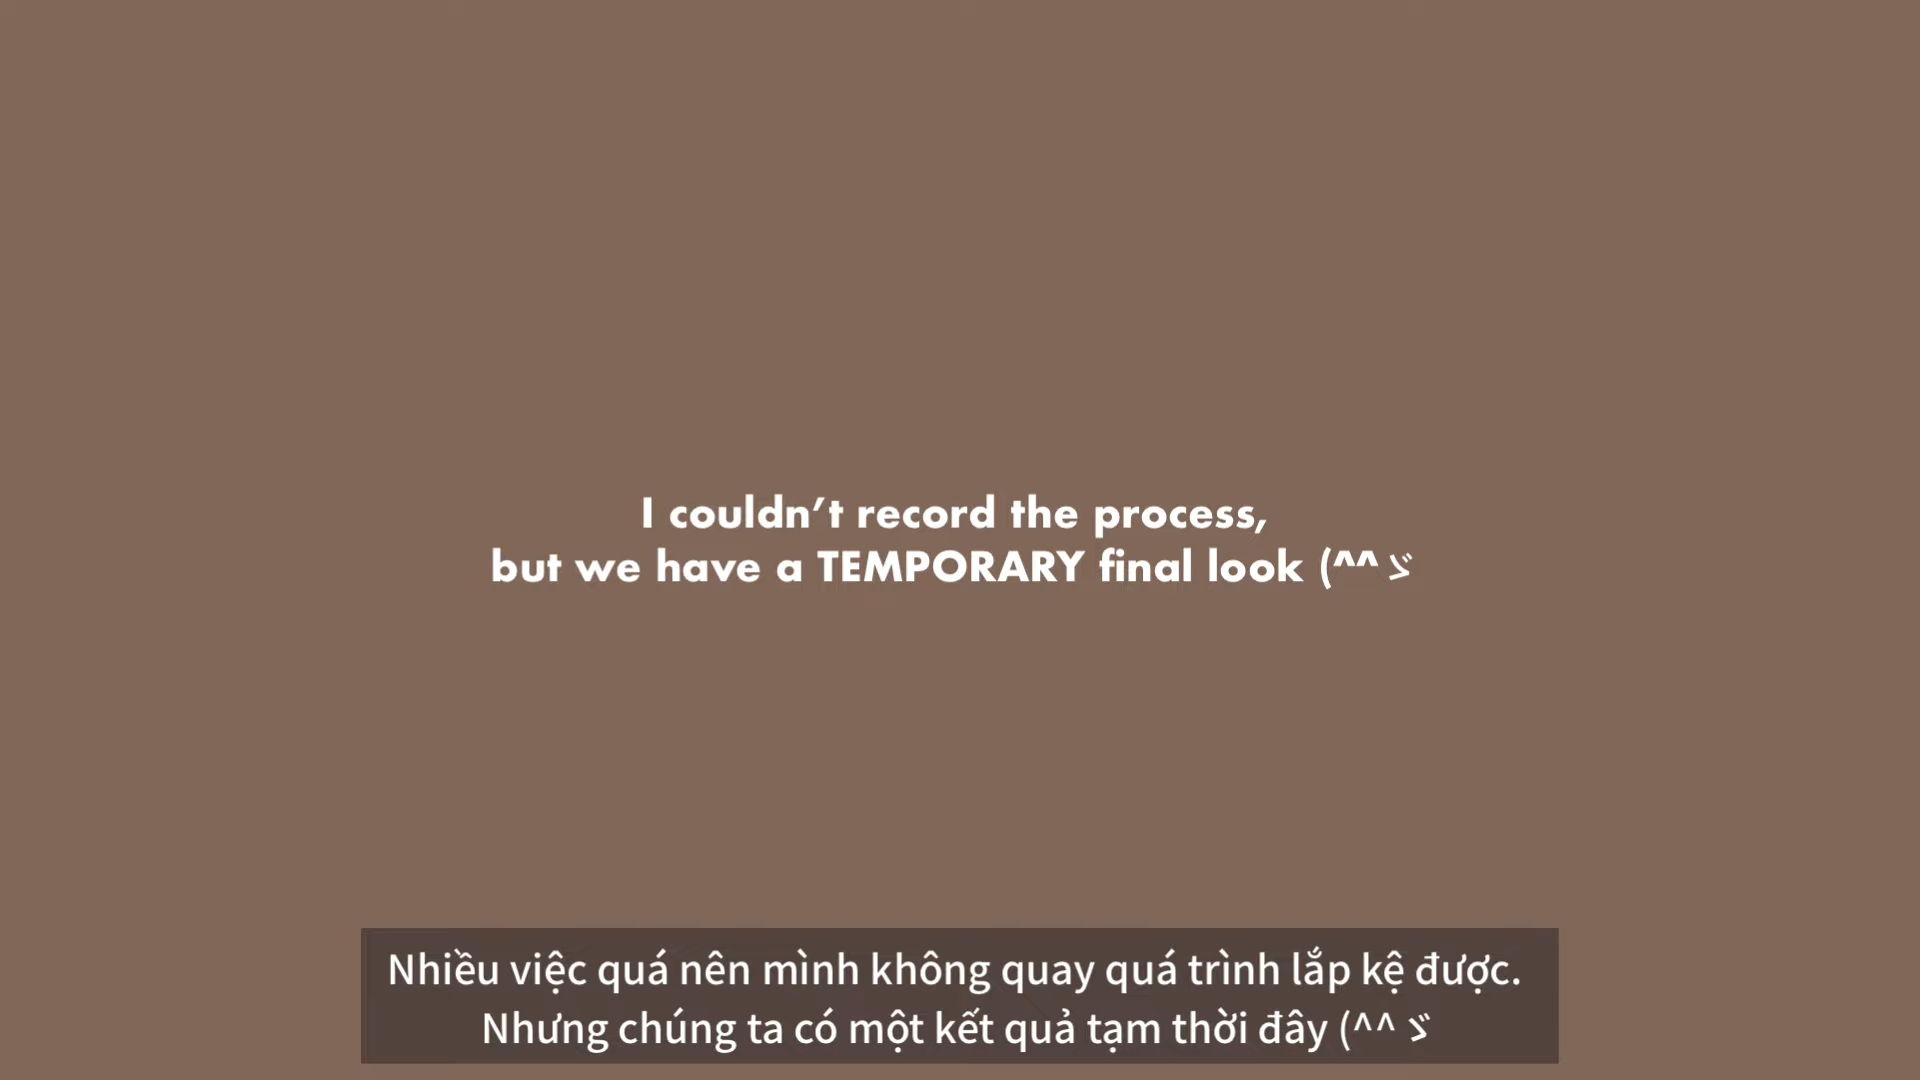 I couldn’t record the process,
but we have a TEMPORARY final look (^^ゞ
Nhiều việc quá nên mình không quay quá trình lắp kệ được.
Nhưng chúng ta có một kết quả tạm thời đây (^^ゞ